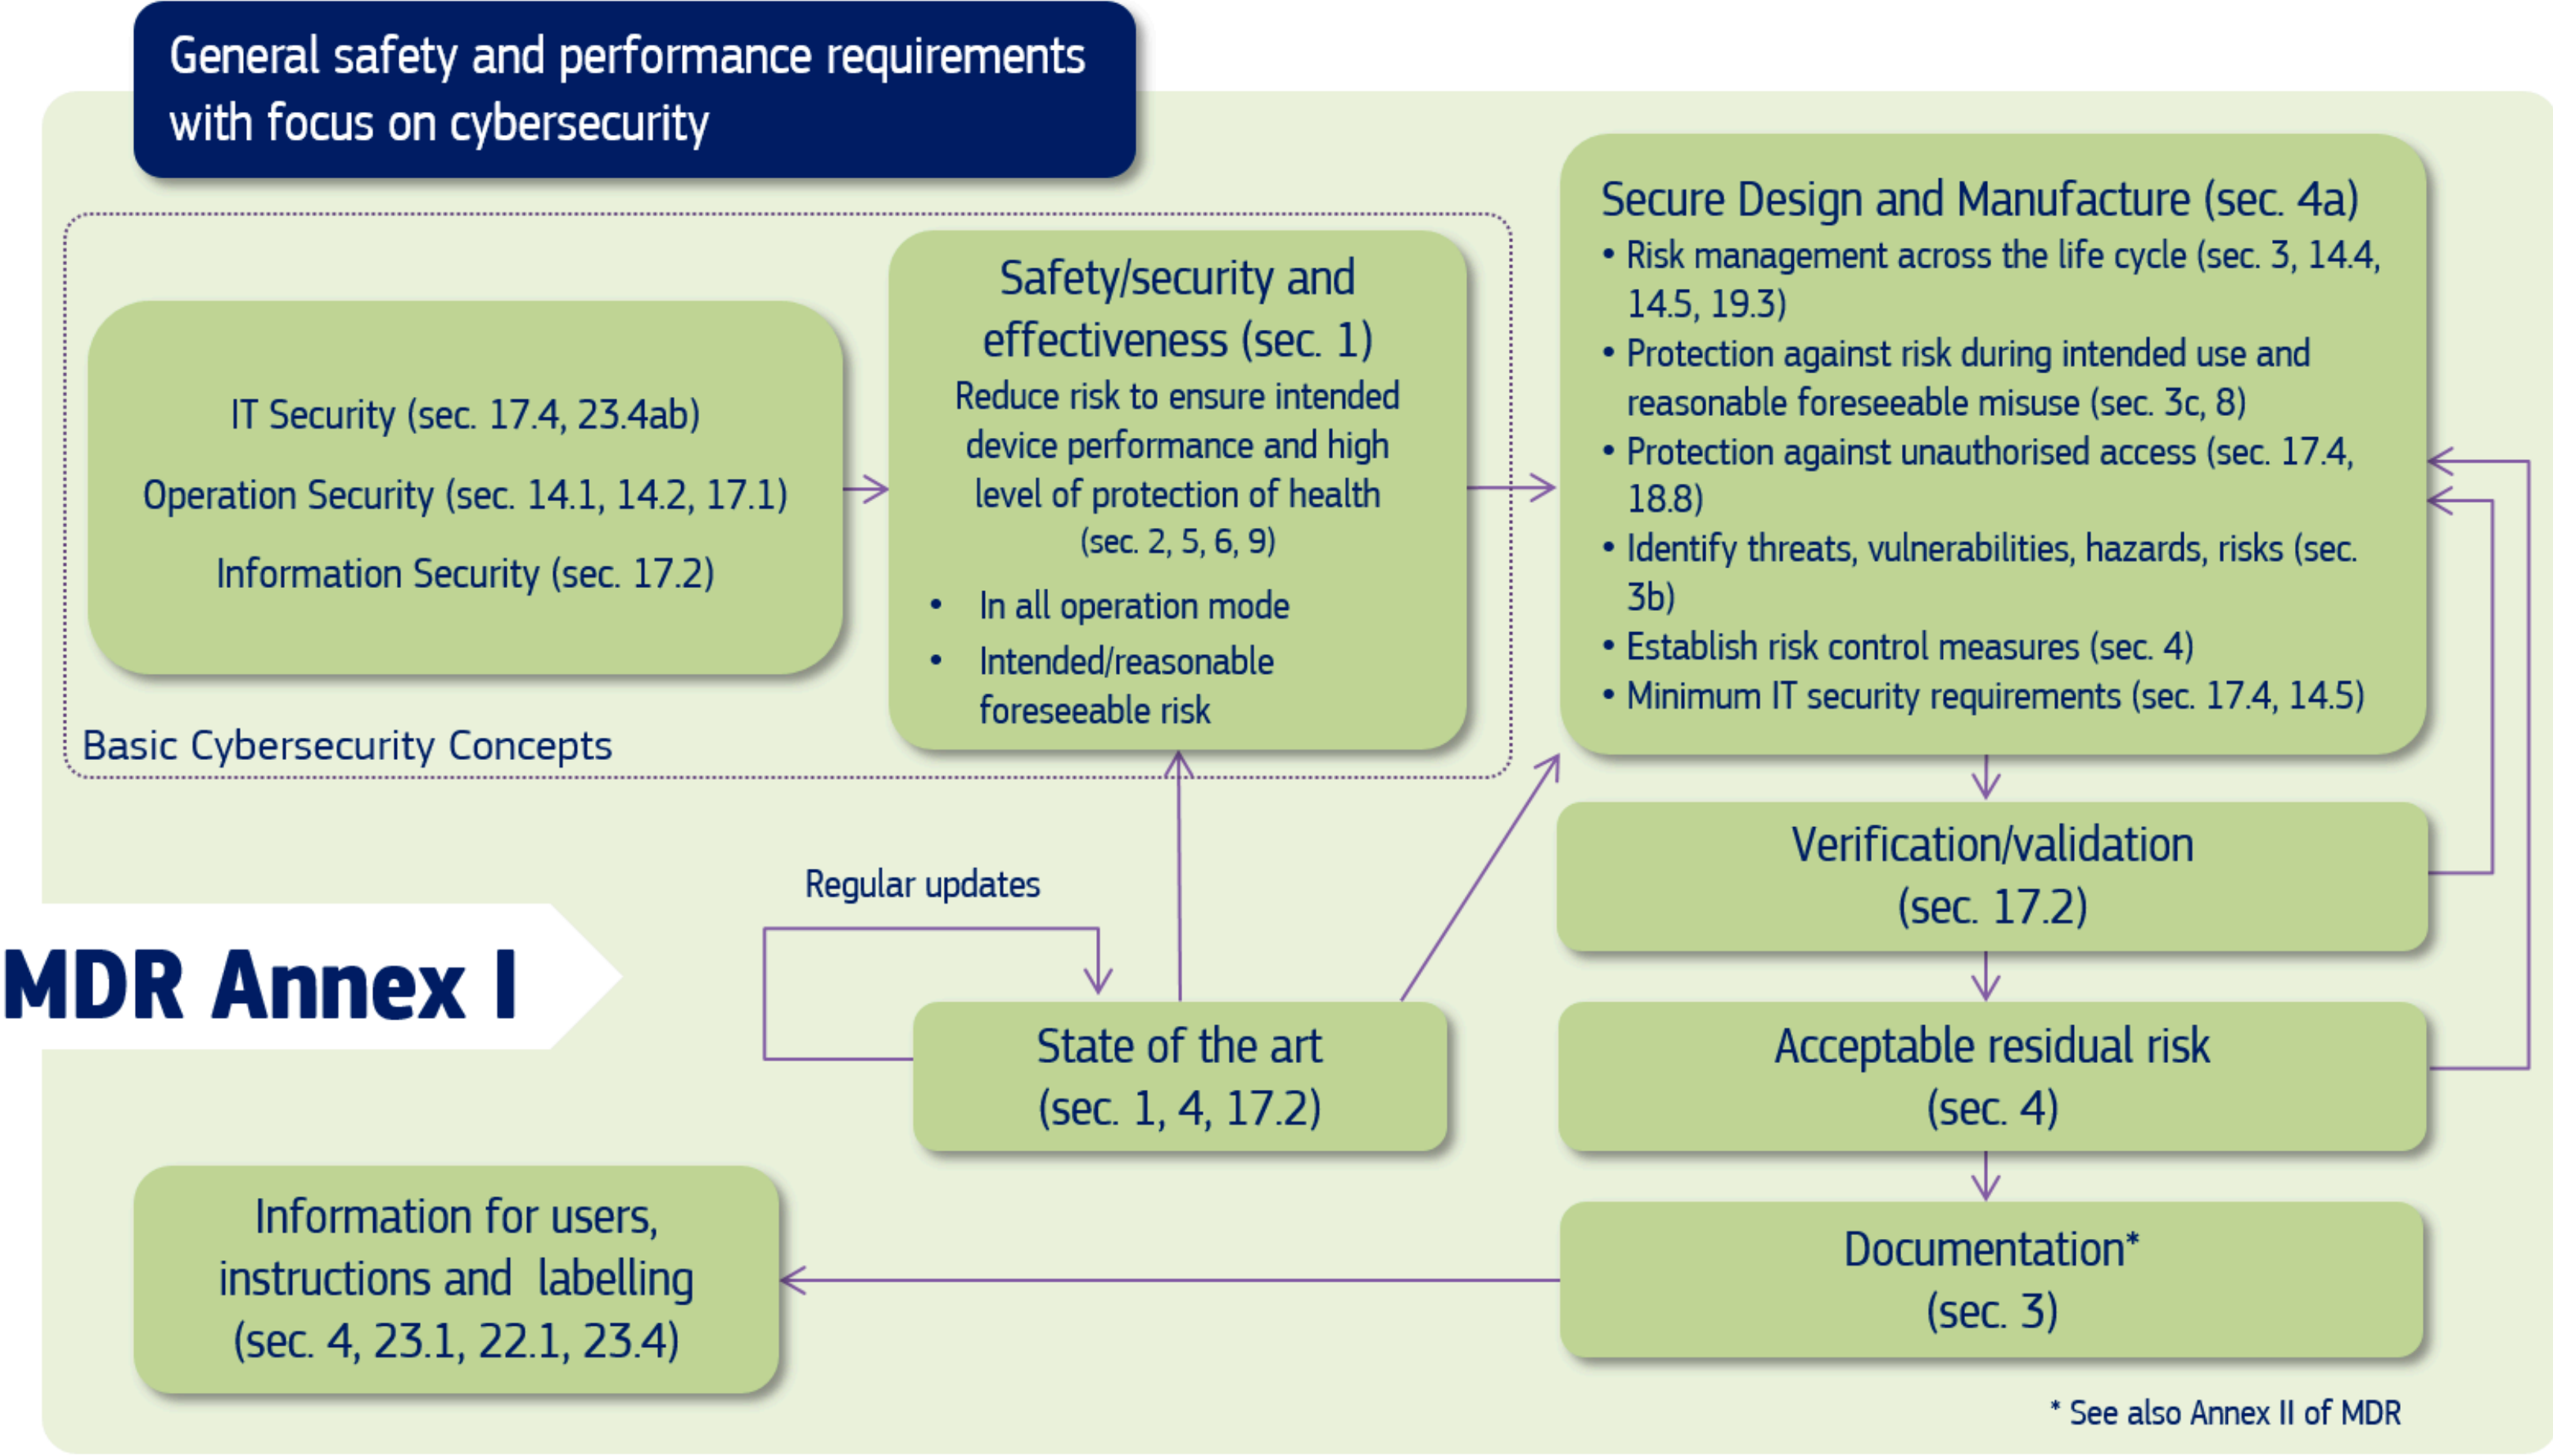 General safety and performance requirements
with focus on cybersecurity
IT Security (sec. 17.4, 23.4ab)
Operation Security (sec. 14.1, 14.2, 17.1)
Information Security (sec. 17.2)
Basic Cybersecurity Concepts
Safety/security and
effectiveness (sec. 1)
Reduce risk to ensure intended
device performance and high
level of protection of health
(sec. 2, 5, 6, 9)
• In all operation mode
• Intended/reasonable
foreseeable risk
Secure Design and Manufacture (sec. 4a)
• Risk management across the life cycle (sec. 3, 14.4,
14.5, 19.3)
• Protection against risk during intended use and
reasonable foreseeable misuse (sec. 3c, 8)
• Protection against unauthorised access (sec. 17.4,
18.8)
• Identify threats, vulnerabilities, hazards, risks (sec.
3b)
• Establish risk control measures (sec. 4)
• Minimum IT security requirements (sec. 17.4, 14.5)
Verification/validation
(sec. 17.2)
Regular updates
MDR Annex I
State of the art
(sec. 1, 4, 17.2)
Acceptable residual risk
(sec. 4)
Information for users,
instructions and labelling
(sec. 4, 23.1, 22.1, 23.4)
Documentation*
(sec. 3)
* See also Annex II of MDR